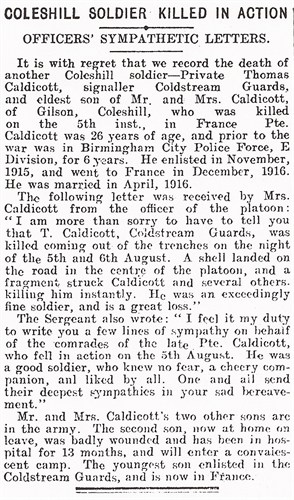 COLESHILL SOLDIER KILLED IN ACTION
OFFICERS' SYMPATHETIC LETTERS.
It is with regret that we record the death of
another Coleshill soldier—Private Thomas
Caldicott, signaller Coldstream Guards,
and eldest son of Mr. and Mrs. Caldicott,
of Gilson, Coleshill, who was killed
on the 5th inst., in France Pte.
Caldicott was 26 years of age, and prior to the
war was in Birmingham City Police Force, E
Division, for 6 years. He enlisted in November,
1915, and went to France in December, 1916.
He was married in April, 1916.
The following letter was received by Mrs.
Caldicott from the officer of the platoon:
"I am more than sorry to have to tell you
that T. Caldicott, Coldstream Guards, was
killed coming out of the trenches on the night
of the 5th and 6th August. A shell landed on
the road in the centre of the platoon, and a
fragment struck Caldicott and several others.
killing him instantly. He was an exceedingly
fine soldier, and is a great loss."
The Sergeant also wrote: "I feel it my duty
to write you a few lines of sympathy on behalf
of the comrades of the late Pte. Caldicott,
who fell in action on the 5th August. He was
a good soldier, who knew no fear, a cheery com-
panion, anl liked by all. One and all send
their deepest sympathies in your sad bereave-
ment."
Mr. and Mrs. Caldicott's two other sons are
in the army. The second son, now at home on
leave, was badly wounded and has been in hos-
pital for 13 months, and will enter a convales-
cent camp. The youngest son enlisted in the
Coldstream Guards, and is now in France.